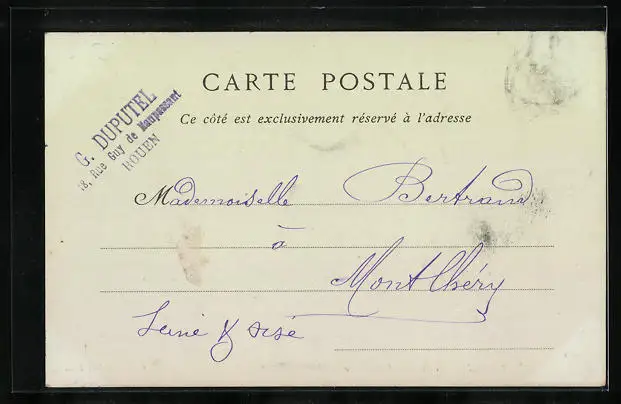 CARTE POSTALE
Ce côté est exclusivement réservé à l'adresse
G. DUPUTEL
18, Rue Guy de Maupassant
ROUEN
Mademoiselle Bertrand
à
Montlhéry
Seine & Oise